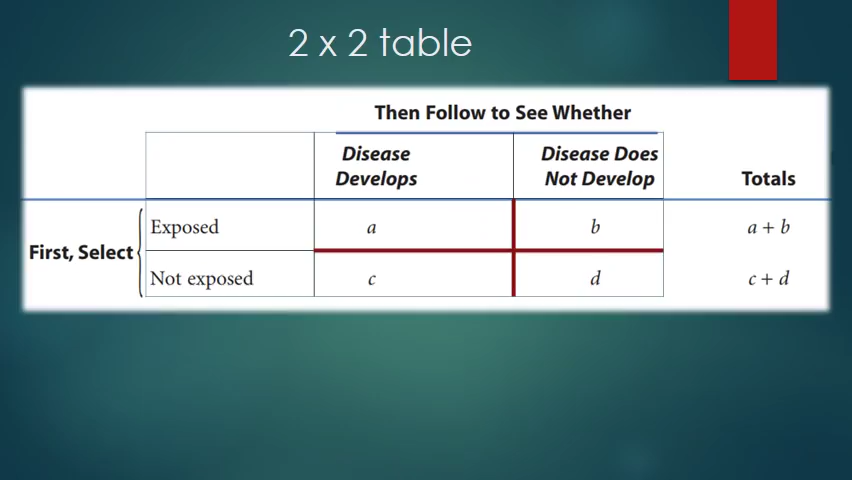 2 x 2 table
Then Follow to See Whether
Disease Develops
Disease Does Not Develop
Totals
First, Select
Exposed a b a + b
Not exposed c d c + d